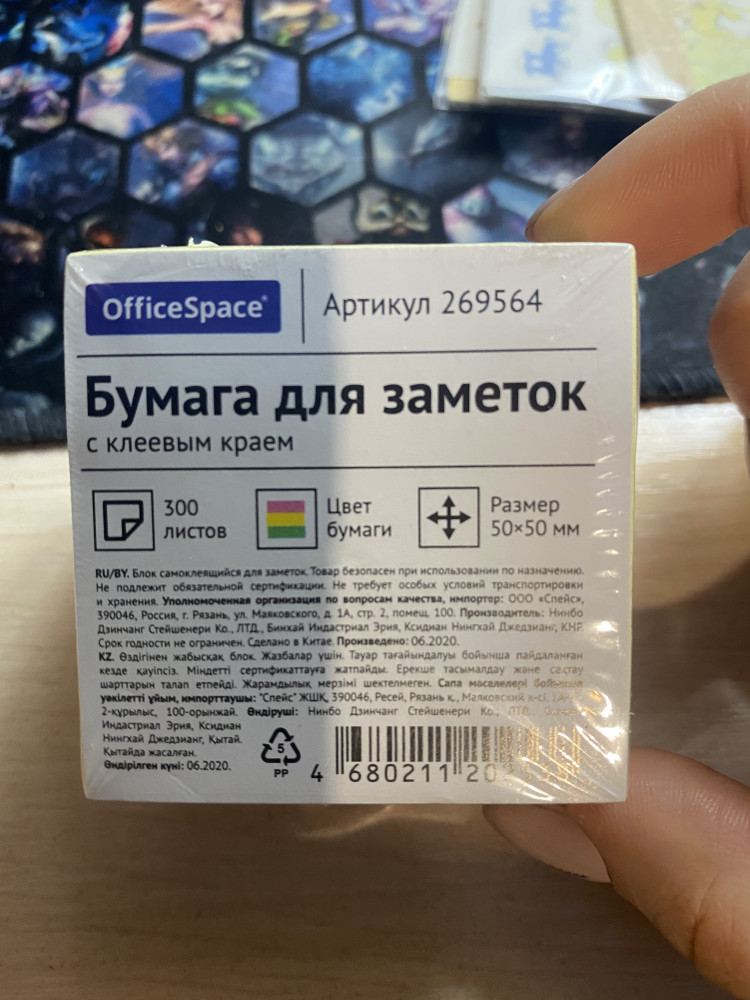 OfficeSpace®
Артикул 269564
Бумага для заметок
с клеевым краем
300
листов
Цвет
бумаги
Размер
50×50 мм
RU/BY. Блок самоклеящийся для заметок. Товар безопасен при использовании по назначению.
Не подлежит обязательной сертификации. Не требует особых условий транспортировки
и хранения. Уполномоченная организация по вопросам качества, импортер: ООО «Спейс»,
390046, Россия, г. Рязань, ул. Маяковского, д. 1А, стр. 2, помещ. 100. Производитель: Нинбо
Дзинчанг Стейшенери Ко., ЛТД., Бинхай Индастриал Эрия, Ксидиан Нингхай Джедзианг, КНР.
Срок годности не ограничен. Сделано в Китае. Произведено: 06.2020.
KZ. Өздігінен жабысқақ блок. Жазбалар үшін. Тауар тағайындалуы бойынша пайдаланған
кезде қауіпсіз. Міндетті сертификаттауға жатпайды. Ерекше тасымалдау және сақтау
шарттарын талап етпейді. Жарамдылық мерзімі шектелмеген. Сапа мәселелері бойынша
уәкілетті ұйым, импорттаушы: "Спейс" ЖШҚ, 390046, Ресей, Рязань қ., Маяковский к-сі,
2-құрылыс, 100-орынжай. Өндіруші: Нинбо Дзинчанг Стейшенери Ко., ЛТД.,
Индастриал Эрия, Ксидиан
Нингхай Джедзианг, Қытай.
Қытайда жасалған.
Өндірілген күні: 06.2020.
5
PP
4 680211